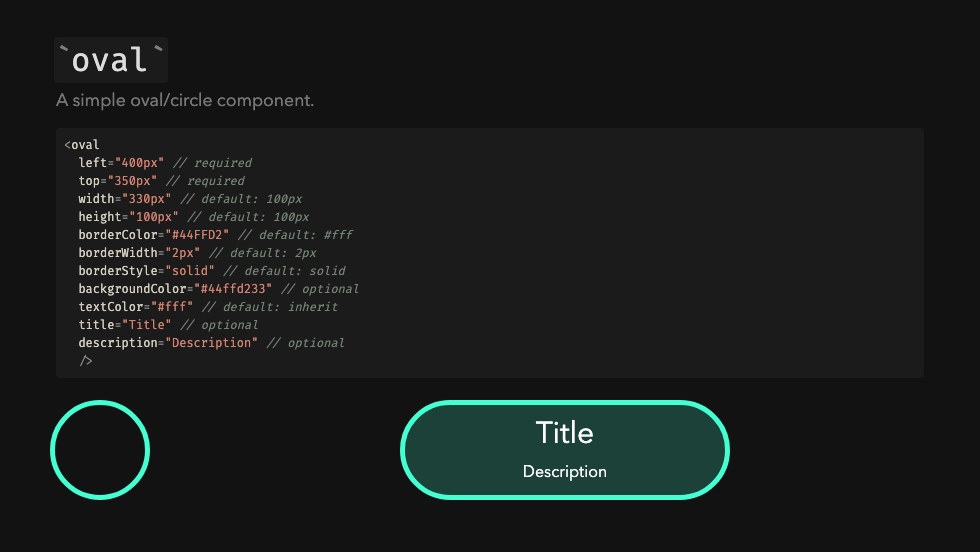 `oval`
A simple oval/circle component.
<oval
  left="400px" // required
  top="350px" // required
  width="330px" // default: 100px
  height="100px" // default: 100px
  borderColor="#44FFD2" // default: #fff
  borderWidth="2px" // default: 2px
  borderStyle="solid" // default: solid
  backgroundColor="#44ffd233" // optional
  textColor="#fff" // default: inherit
  title="Title" // optional
  description="Description" // optional
  />
Title
Description